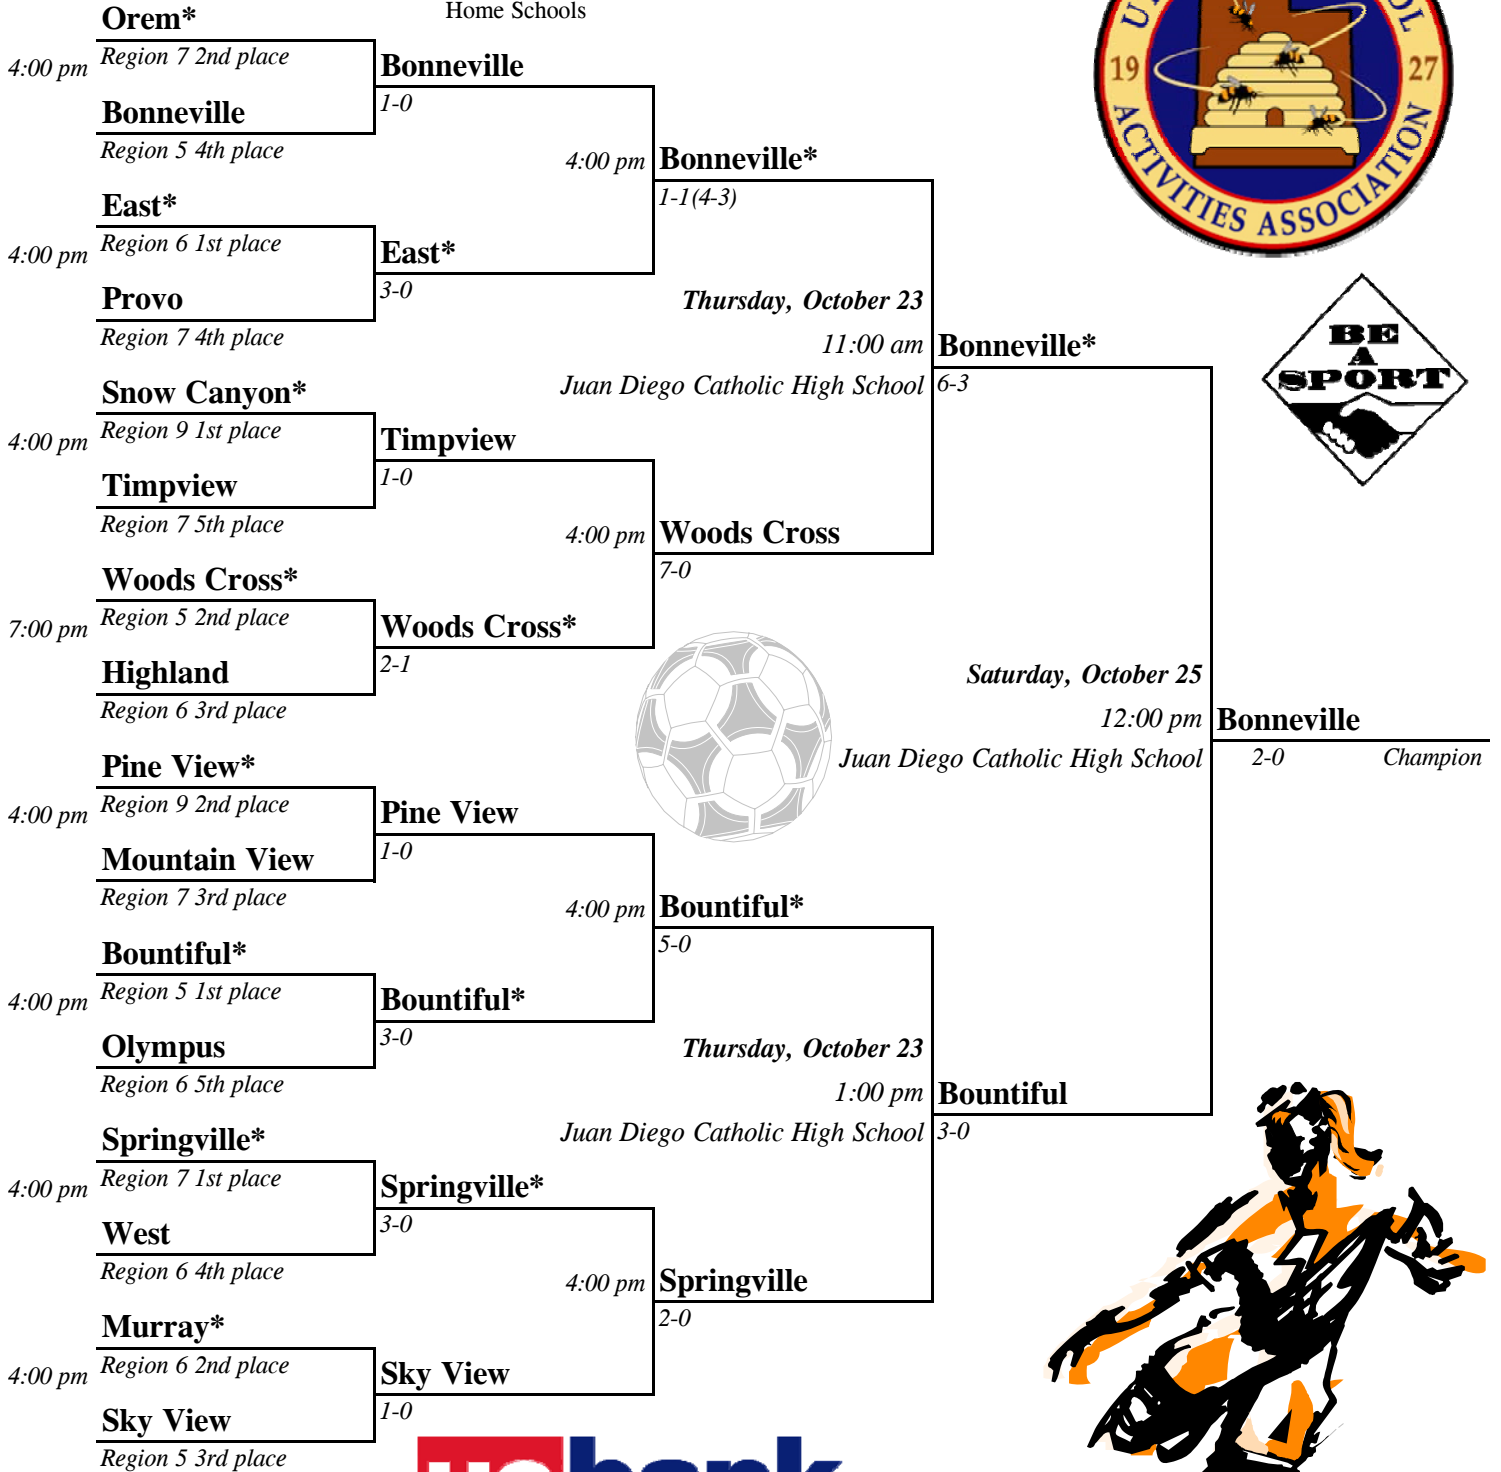 Home Schools
Orem*
4:00 pm
Region 7 2nd place
Bonneville
1-0
Bonneville
Region 5 4th place
4:00 pm
Bonneville*
1-1(4-3)
East*
4:00 pm
Region 6 1st place
East*
3-0
Provo
Region 7 4th place
Thursday, October 23
11:00 am
Juan Diego Catholic High School
Bonneville*
6-3
Snow Canyon*
4:00 pm
Region 9 1st place
Timpview
1-0
Timpview
Region 7 5th place
4:00 pm
Woods Cross
7-0
Woods Cross*
7:00 pm
Region 5 2nd place
Woods Cross*
2-1
Highland
Region 6 3rd place
Saturday, October 25
12:00 pm
Juan Diego Catholic High School
Bonneville
2-0
Champion
Pine View*
4:00 pm
Region 9 2nd place
Pine View
1-0
Mountain View
Region 7 3rd place
4:00 pm
Bountiful*
5-0
Bountiful*
4:00 pm
Region 5 1st place
Bountiful*
3-0
Olympus
Region 6 5th place
Thursday, October 23
1:00 pm
Juan Diego Catholic High School
Bountiful
3-0
Springville*
4:00 pm
Region 7 1st place
Springville*
3-0
West
Region 6 4th place
4:00 pm
Springville
2-0
Murray*
4:00 pm
Region 6 2nd place
Sky View
1-0
Sky View
Region 5 3rd place
19 27
ACTIVITIES ASSOCIATION
BE
A
SPORT
bank